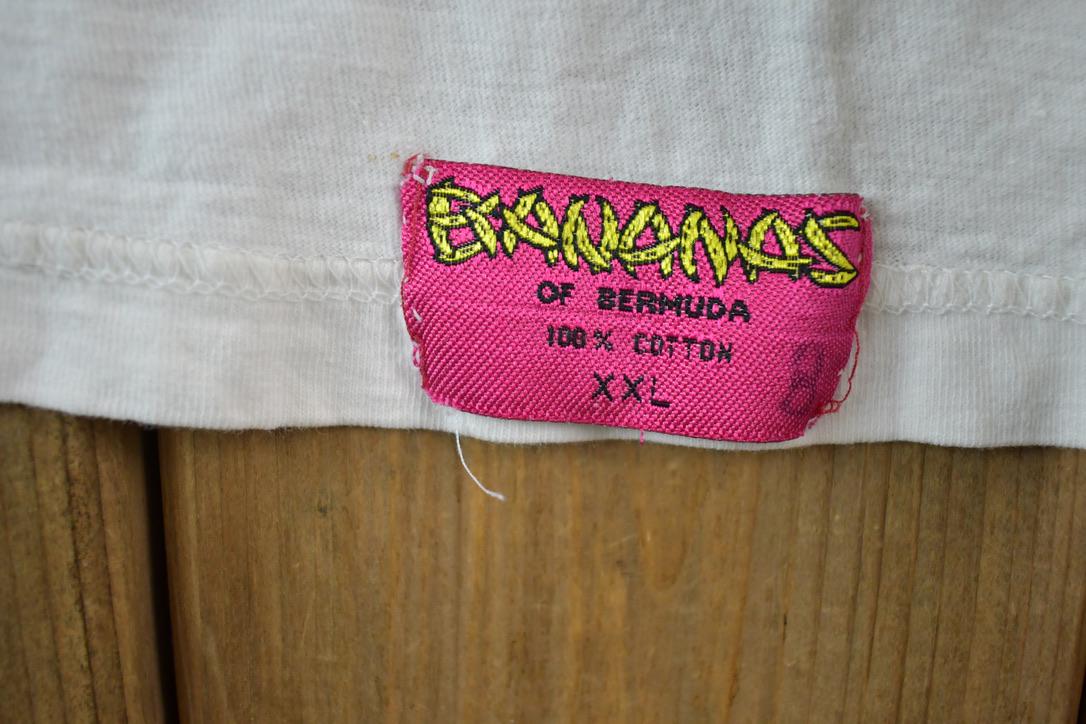 BANANAS
OF BERMUDA
100% COTTON
XXL